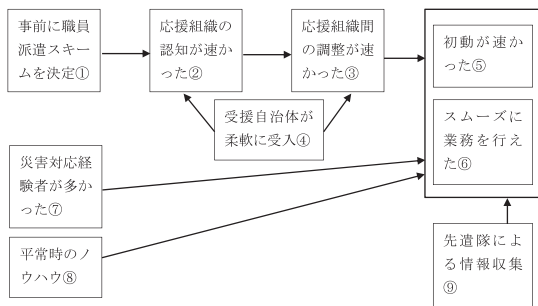 事前に職員
派遣スキー
ムを決定①
応援組織の
認知が速か
った②
応援組織間
の調整が速
かった③
初動が速か
った⑤
受援自治体が
柔軟に受入④
スムーズに
業務を行え
た⑥
災害対応経
験者が多か
った⑦
平常時のノ
ウハウ⑧
先遣隊によ
る情報収集
⑨